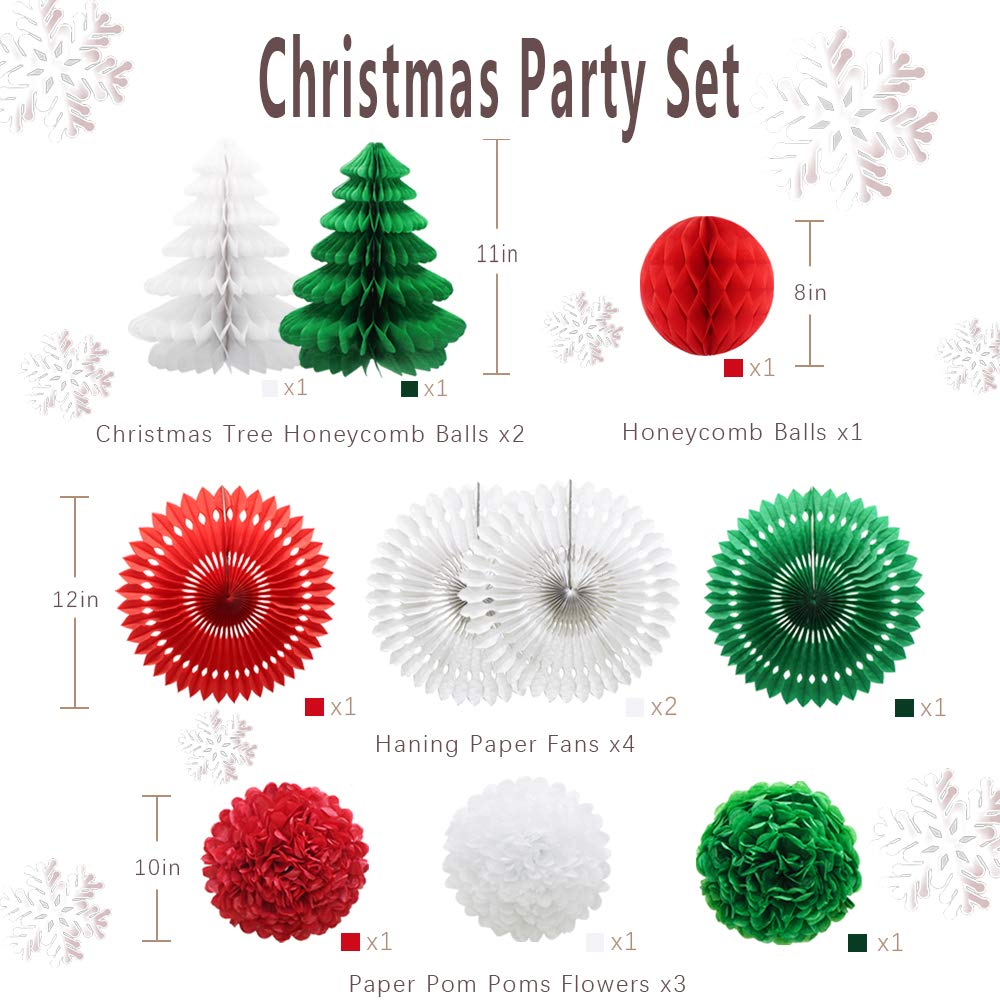 Christmas Party Set
11in
8in
x1
x1
x1
Christmas Tree Honeycomb Balls x2
Honeycomb Balls x1
12in
x1
x2
x1
Haning Paper Fans x4
10in
x1
x1
x1
Paper Pom Poms Flowers x3